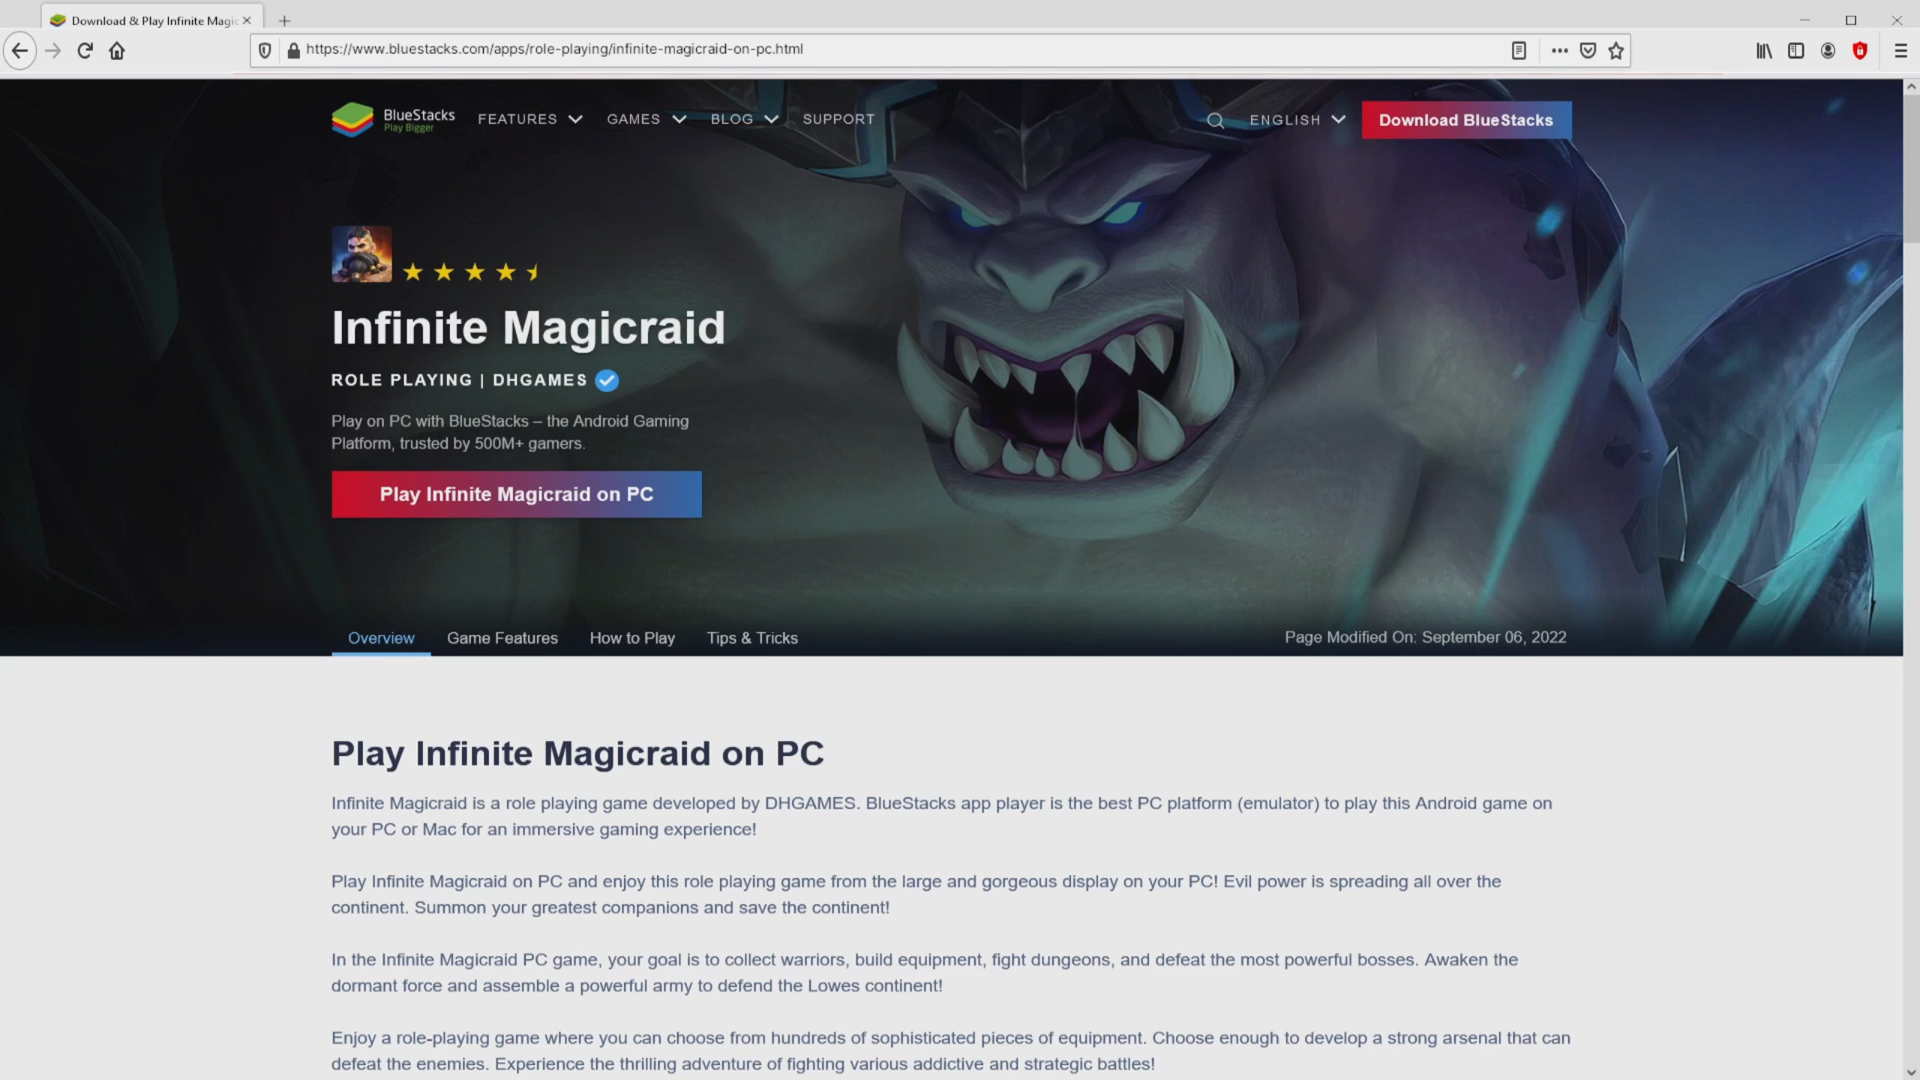 Download & Play Infinite Magic
https://www.bluestacks.com/apps/role-playing/infinite-magicraid-on-pc.html
BlueStacks
Play Bigger
FEATURES
GAMES
BLOG
SUPPORT
ENGLISH
Download BlueStacks
Infinite Magicraid
ROLE PLAYING | DHGAMES
Play on PC with BlueStacks – the Android Gaming
Platform, trusted by 500M+ gamers.
Play Infinite Magicraid on PC
Overview
Game Features
How to Play
Tips & Tricks
Page Modified On: September 06, 2022
Play Infinite Magicraid on PC
Infinite Magicraid is a role playing game developed by DHGAMES. BlueStacks app player is the best PC platform (emulator) to play this Android game on
your PC or Mac for an immersive gaming experience!
Play Infinite Magicraid on PC and enjoy this role playing game from the large and gorgeous display on your PC! Evil power is spreading all over the
continent. Summon your greatest companions and save the continent!
In the Infinite Magicraid PC game, your goal is to collect warriors, build equipment, fight dungeons, and defeat the most powerful bosses. Awaken the
dormant force and assemble a powerful army to defend the Lowes continent!
Enjoy a role-playing game where you can choose from hundreds of sophisticated pieces of equipment. Choose enough to develop a strong arsenal that can
defeat the enemies. Experience the thrilling adventure of fighting various addictive and strategic battles!